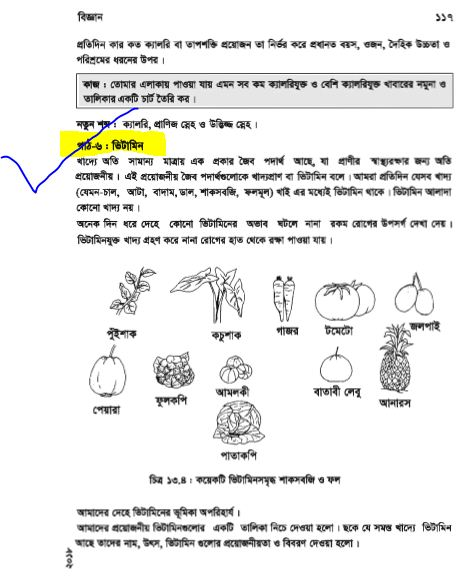 বিজ্ঞান ১১৭
প্রতিদিন কার কত ক্যালরি বা তাপশক্তি প্রয়োজন তা নির্ভর করে প্রধানত বয়স, ওজন, দৈহিক উচ্চতা ও
পরিশ্রমের ধরনের উপর।
কাজ : তোমার এলাকায় পাওয়া যায় এমন সব কম ক্যালরিযুক্ত ও বেশি ক্যালরিযুক্ত খাবারের নমুনা ও
তালিকার একটি চার্ট তৈরি কর।
নতুন শব্দ : ক্যালরি, প্রাণিজ স্নেহ ও উদ্ভিজ্জ স্নেহ।
পাঠ-৬ : ভিটামিন
খাদ্যে অতি সামান্য মাত্রায় এক প্রকার জৈব পদার্থ আছে, যা প্রাণীর স্বাস্থ্যরক্ষার জন্য অতি
প্রয়োজনীয়। এই প্রয়োজনীয় জৈব পদার্থগুলোকে খাদ্যপ্রাণ বা ভিটামিন বলে। আমরা প্রতিদিন যেসব খাদ্য
(যেমন-চাল, আটা, বাদাম, ডাল, শাকসবজি, ফলমূল) খাই এর মধ্যেই ভিটামিন থাকে। ভিটামিন আলাদা
কোনো খাদ্য নয়।
অনেক দিন ধরে দেহে কোনো ভিটামিনের অভাব ঘটলে নানা রকম রোগের উপসর্গ দেখা দেয়।
ভিটামিনযুক্ত খাদ্য গ্রহণ করে নানা রোগের হাত থেকে রক্ষা পাওয়া যায়।
পুঁইশাক কচুশাক গাজর টমেটো জলপাই
পেয়ারা ফুলকপি আমলকী বাতাবী লেবু আনারস
পাতাকপি
চিত্র ১৩.৪ : কয়েকটি ভিটামিনসমৃদ্ধ শাকসবজি ও ফল
আমাদের দেহে ভিটামিনের ভূমিকা অপরিহার্য।
আমাদের প্রয়োজনীয় ভিটামিনগুলোর একটি তালিকা নিচে দেওয়া হলো। ছকে যে সমস্ত খাদ্যে ভিটামিন
আছে তাদের নাম, উৎস, ভিটামিন গুলোর প্রয়োজনীয়তা ও বিবরণ দেওয়া হলো।
২০১৮